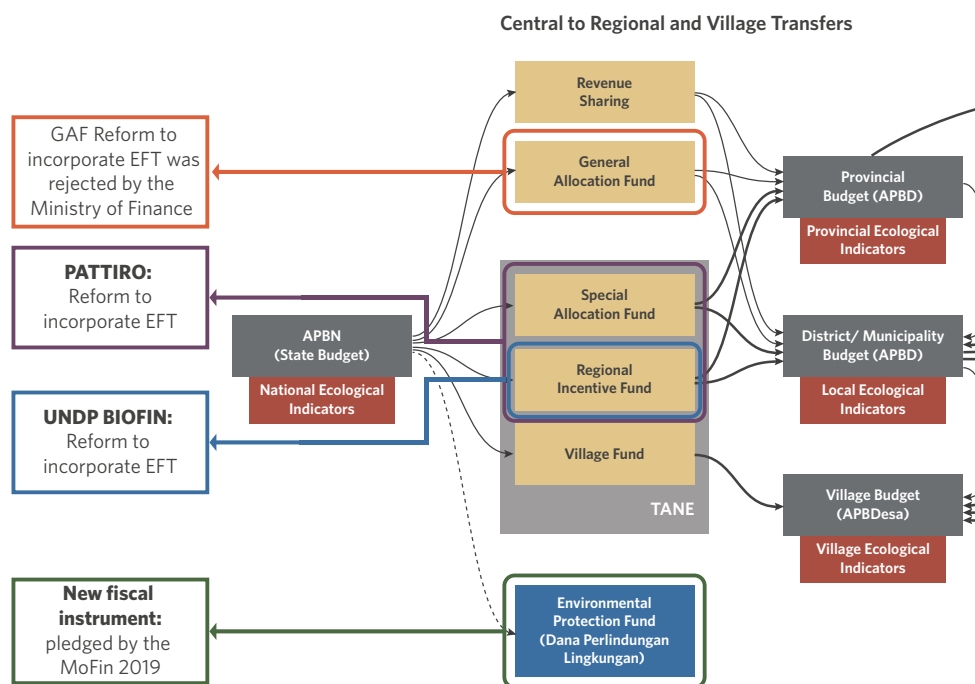 Central to Regional and Village Transfers
GAF Reform to
incorporate EFT was
rejected by the
Ministry of Finance
PATTIRO:
Reform to
incorporate EFT
UNDP BIOFIN:
Reform to
incorporate EFT
New fiscal
instrument:
pledged by the
MoFin 2019
APBN
(State Budget)
National Ecological
Indicators
Revenue
Sharing
General
Allocation Fund
Special
Allocation Fund
Regional
Incentive Fund
Village Fund
TANE
Environmental
Protection Fund
(Dana Perlindungan
Lingkungan)
Provincial
Budget (APBD)
Provincial Ecological
Indicators
District/ Municipality
Budget (APBD)
Local Ecological
Indicators
Village Budget
(APBDesa)
Village Ecological
Indicators